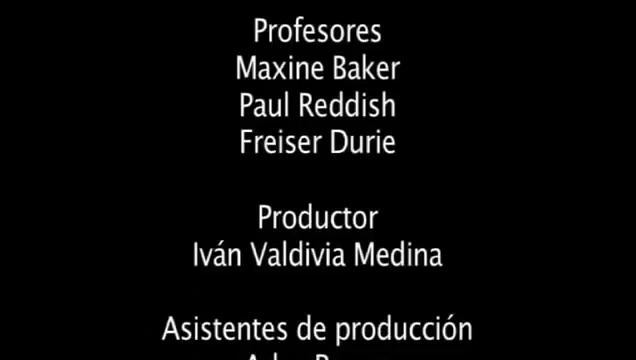 Profesores
Maxine Baker
Paul Reddish
Freiser Durie
Productor
Iván Valdivia Medina
Asistentes de producción